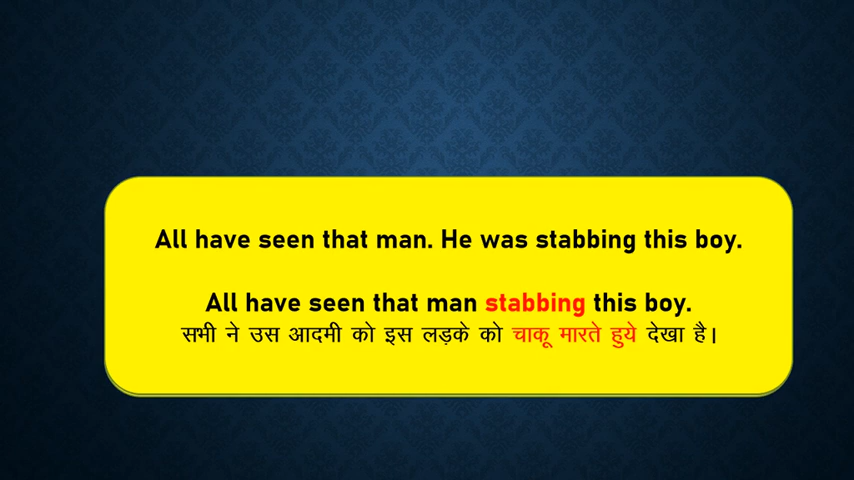 All have seen that man. He was stabbing this boy.
All have seen that man stabbing this boy.
सभी ने उस आदमी को इस लड़के को चाकू मारते हुये देखा है।